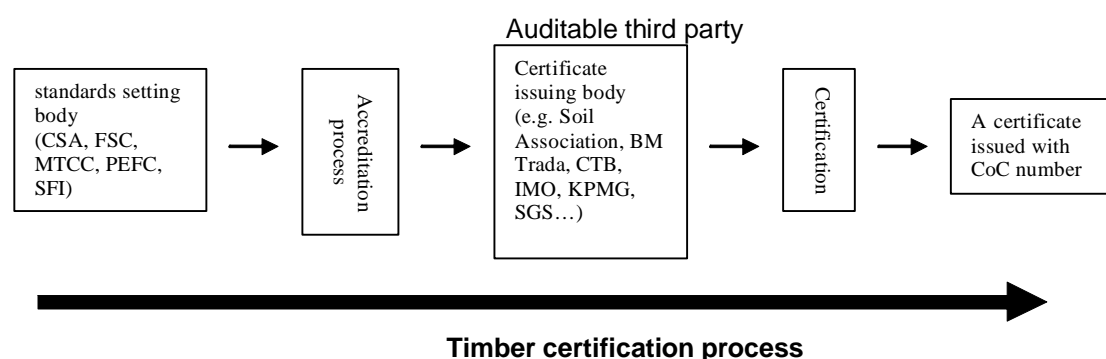 Auditable third party
standards setting
body
(CSA, FSC,
MTCC, PEFC,
SFI)
Accreditation
process
Certificate
issuing body
(e.g. Soil
Association, BM
Trada, CTB,
IMO, KPMG,
SGS…)
Certification
A certificate
issued with
CoC number
Timber certification process